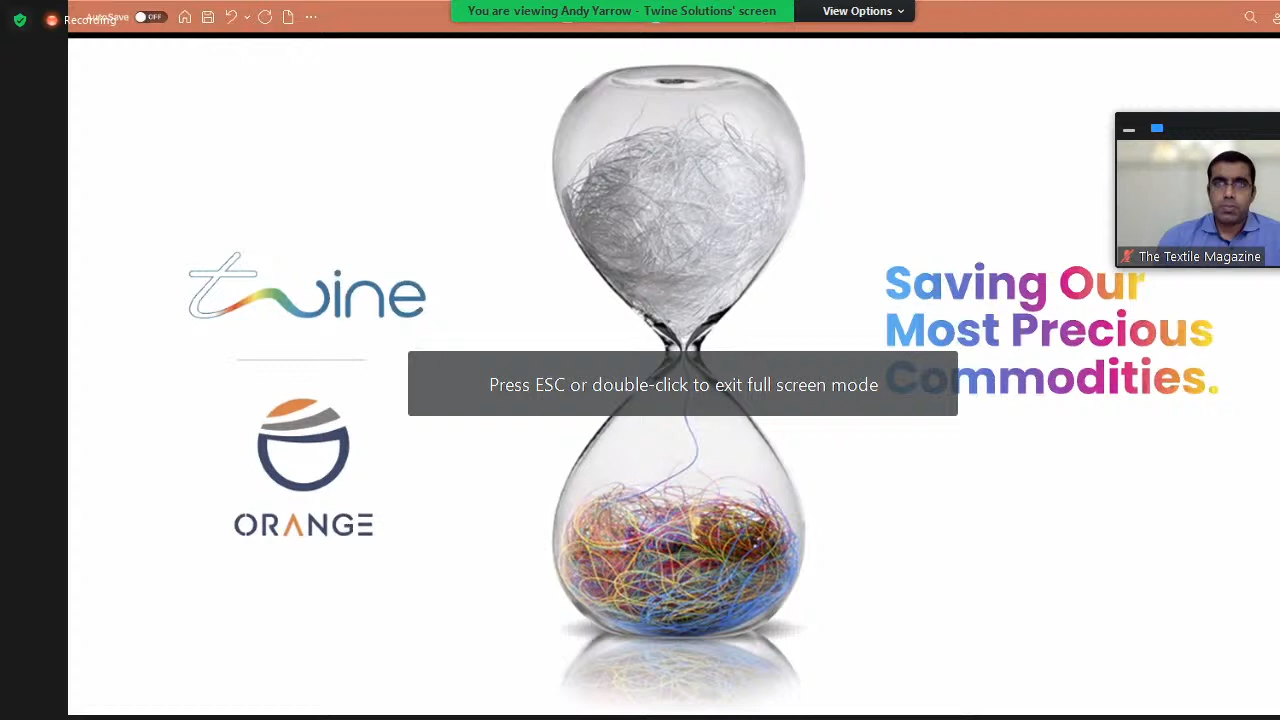 Recording
AutoSave OFF
You are viewing Andy Yarrow - Twine Solutions' screen
View Options
The Textile Magazine
twine
ORANGE
Saving Our
Most Precious
Commodities.
Press ESC or double-click to exit full screen mode